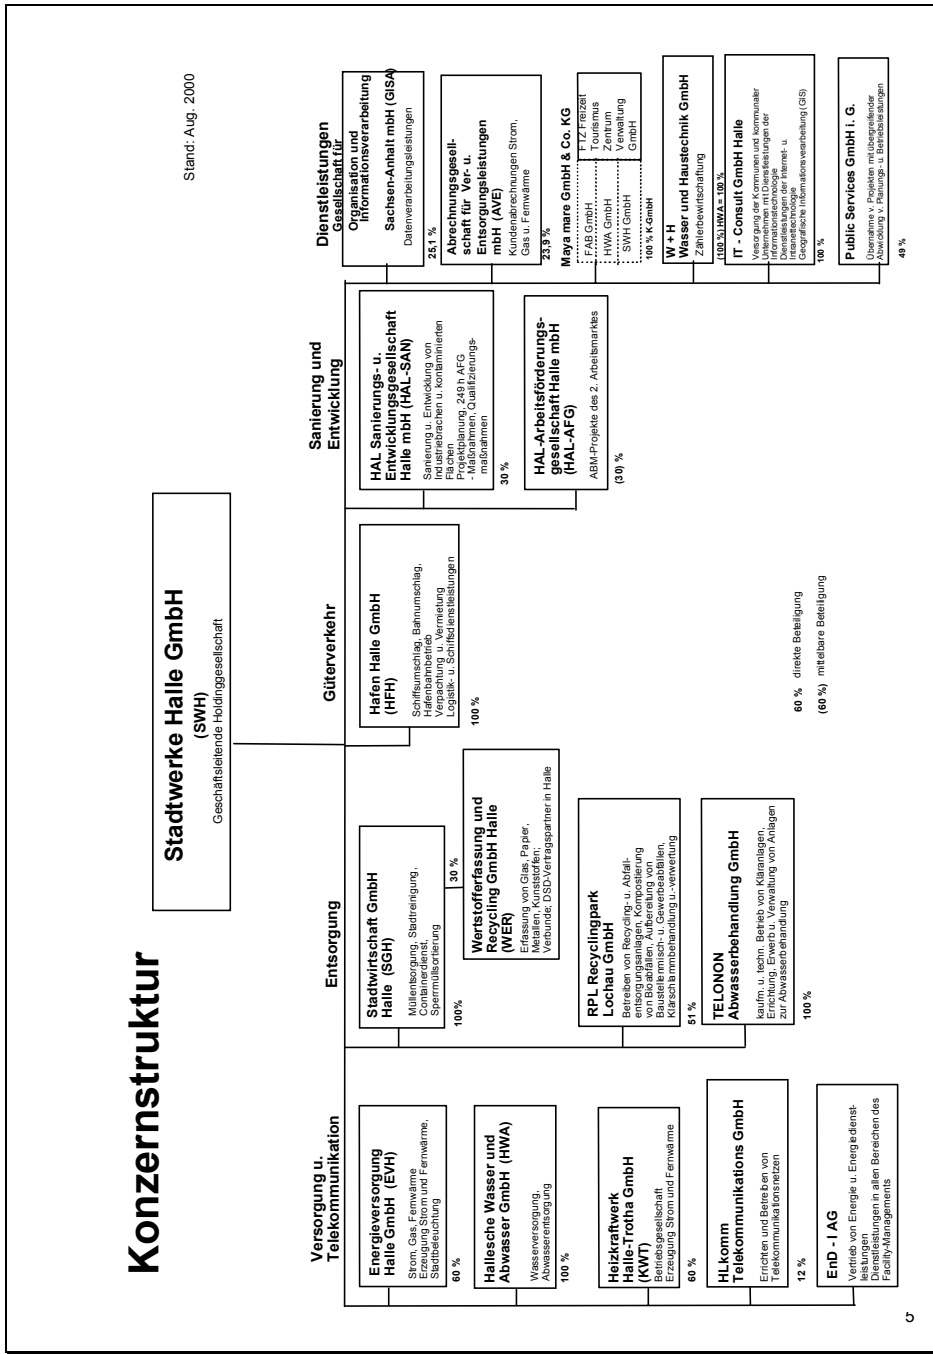 Konzernstruktur
Stand: Aug. 2000
Stadtwerke Halle GmbH
(SWH)
Geschäftsleitende Holdinggesellschaft
Versorgung u.
Telekommunikation
Energieversorgung
Halle GmbH (EVH)
Strom, Gas, Fernwärme
Erzeugung Strom und Fernwärme,
Stadtbeleuchtung
60 %
Hallesche Wasser und
Abwasser GmbH (HWA)
Wasserversorgung,
Abwasserentsorgung
100 %
Heizkraftwerk
Halle-Trotha GmbH
(KWT)
Betriebsgesellschaft
Erzeugung Strom und Fernwärme
60 %
HLkomm
Telekommunikations GmbH
Errichten und Betreiben von
Telekommunikationsnetzen
12 %
EnD - I AG
Vertrieb von Energie u. Energiedienst-
leistungen
Dienstleistungen in allen Bereichen des
Facility-Managements
Entsorgung
Stadtwirtschaft GmbH
Halle (SGH)
Müllentsorgung, Stadtreinigung,
Containerdienst,
Sperrmüllsortierung
100%
30 %
Wertstofferfassung und
Recycling GmbH Halle
(WER)
Erfassung von Glas, Papier,
Metallen, Kunststoffen;
Verbunde; DSD-Vertragspartner in Halle
RPL Recyclingpark
Lochau GmbH
Betreiben von Recycling- u. Abfall-
entsorgungsanlagen, Kompostierung
von Bioabfällen, Aufbereitung von
Baustellenmisch- u. Gewerbeabfällen,
Klärschlammbehandlung u.-verwertung
51 %
TELONON
Abwasserbehandlung GmbH
kaufm. u. techn. Betrieb von Kläranlagen,
Errichtung, Erwerb u. Verwaltung von Anlagen
zur Abwasserbehandlung
100 %
Güterverkehr
Hafen Halle GmbH
(HFH)
Schiffsumschlag, Bahnumschlag,
Hafenbahnbetrieb
Verpachtung u. Vermietung
Logistik- u. Schiffsdienstleistungen
100 %
Sanierung und
Entwicklung
HAL Sanierungs- u.
Entwicklungsgesellschaft
Halle mbH (HAL-SAN)
Sanierung u. Entwicklung von
Industriebrachen u. kontaminierten
Flächen
Projektplanung, 249 h AFG
- Maßnahmen, Qualifizierungs-
maßnahmen
30 %
HAL-Arbeitsförderungs-
gesellschaft Halle mbH
(HAL-AFG)
ABM-Projekte des 2. Arbeitsmarktes
(30) %
Dienstleistungen
Gesellschaft für
Organisation und
Informationsverarbeitung
Sachsen-Anhalt mbH (GISA)
Datenverarbeitungsleistungen
25,1 %
Abrechnungsgesell-
schaft für Ver- u.
Entsorgungsleistungen
mbH (AVE)
Kundenabrechnungen Strom,
Gas u. Fernwärme
23,9 %
Maya mare GmbH & Co. KG
FAB GmbH
HWA GmbH
SWH GmbH
FTZ Freizeit
Tourismus
Zentrum
Verwaltung
GmbH
100 % K-GmbH
W + H
Wasser und Haustechnik GmbH
Zählerbewirtschaftung
(100 %) HWA = 100 %
IT - Consult GmbH Halle
Versorgung der Kommunen und kommunaler
Unternehmen mit Dienstleistungen der
Informationstechnologie
Dienstleistungen der Internet- u.
Intranettechnologie
Geografische Informationsverarbeitung (GIS)
100 %
Public Services GmbH i. G.
Übernahme v. Projekten mit übergreifender
Abwicklung v. Planungs- u. Betriebsleistungen
49 %
60 % direkte Beteiligung
(60 %) mittelbare Beteiligung
5